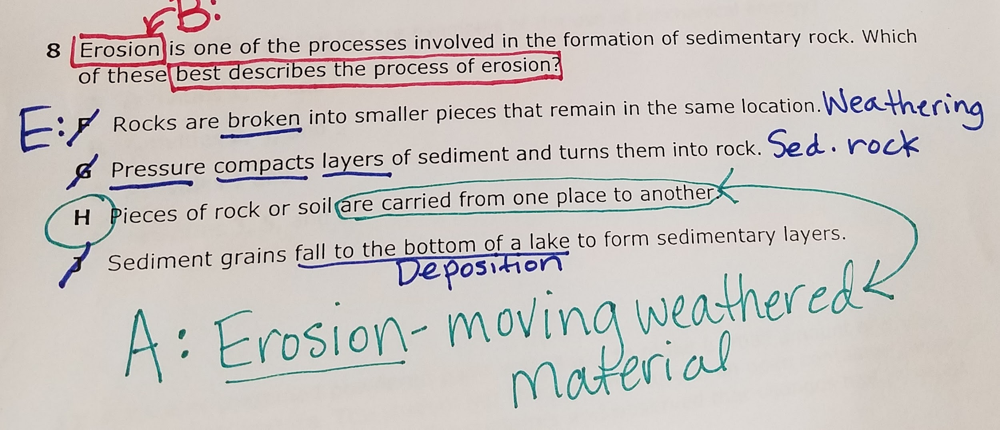 B:
8 Erosion is one of the processes involved in the formation of sedimentary rock. Which
of these best describes the process of erosion?
E: F Rocks are broken into smaller pieces that remain in the same location. Weathering
G Pressure compacts layers of sediment and turns them into rock. Sed. rock
H Pieces of rock or soil are carried from one place to another.
J Sediment grains fall to the bottom of a lake to form sedimentary layers.
Deposition
A: Erosion- moving weathered
material